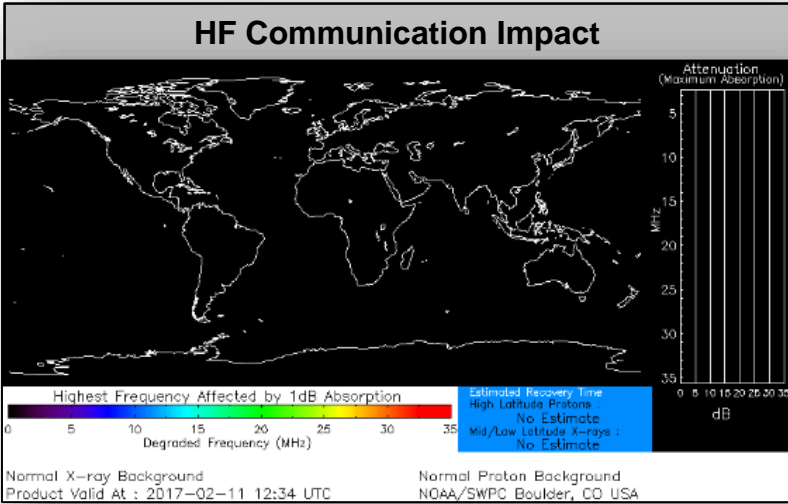 HF Communication Impact
Attenuation
(Maximum Absorption)
5
10
15
20
25
30
35
MHz
0 5 10 15 20 25 30 35
dB
Highest Frequency Affected by 1dB Absorption
0 5 10 15 20 25 30 35
Degraded Frequency (MHz)
Estimated Recovery Time
High Latitude Protons :
No Estimate
Mid/Low Latitude X-rays :
No Estimate
Normal X-ray Background
Normal Proton Background
Product Valid At : 2017-02-11 12:34 UTC
NOAA/SWPC Boulder, CO USA